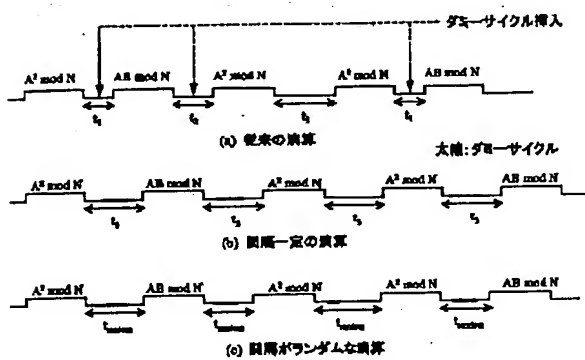 ダミーサイクル挿入
A² mod N AB mod N A² mod N A² mod N AB mod N
t₁ t₂ t₃ t₁
(a) 従来の演算
太線:ダミーサイクル
A² mod N AB mod N A² mod N A² mod N AB mod N
t₃ t₃ t₃ t₃
(b) 間隔一定の演算
A² mod N AB mod N A² mod N A² mod N AB mod N
(c) 間隔がランダムな演算